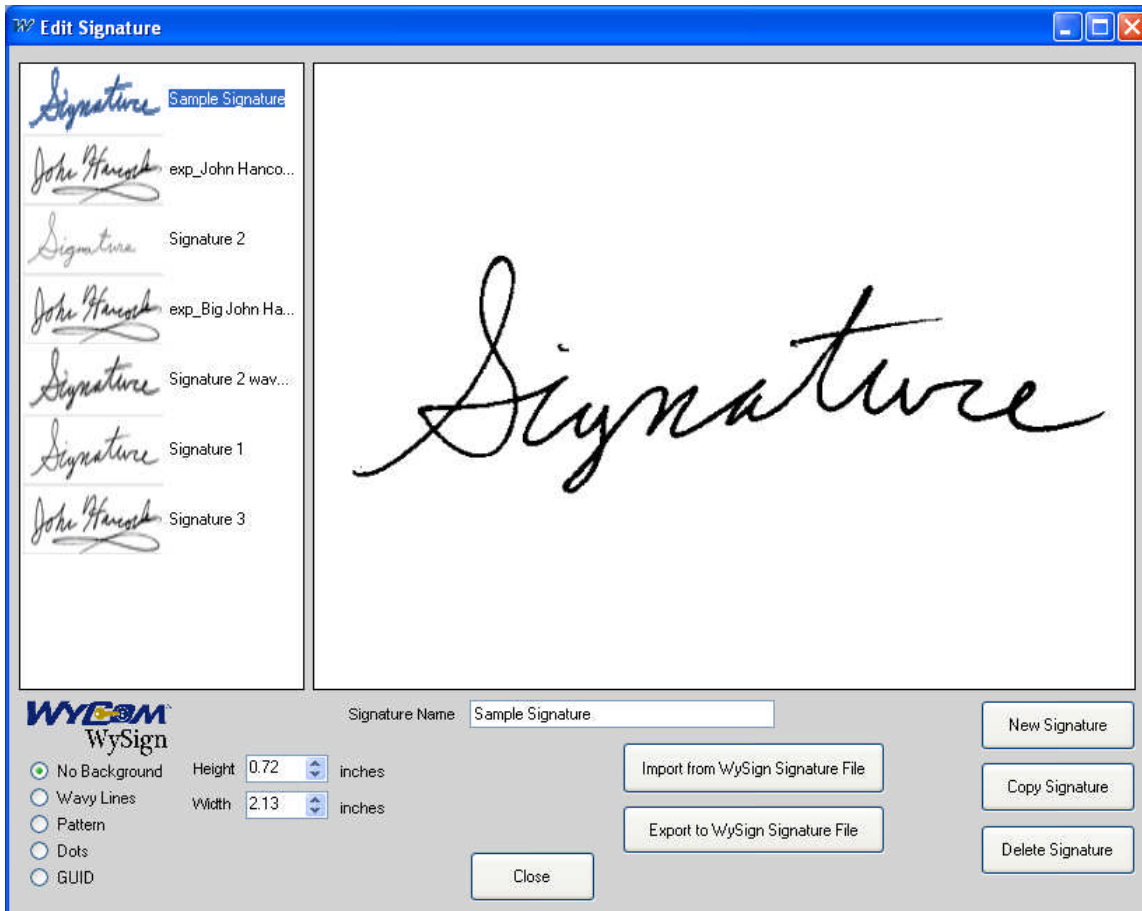 W Edit Signature
Signature Sample Signature
John Hancock exp_John Hanco...
Signature Signature 2
John Hancock exp_Big John Ha...
Signature Signature 2 wav...
Signature Signature 1
John Hancock Signature 3
Signature
WYCOM
WySign
Signature Name Sample Signature
New Signature
No Background
Height 0.72 inches
Import from WySign Signature File
Copy Signature
Wavy Lines
Width 2.13 inches
Pattern
Export to WySign Signature File
Dots
Delete Signature
GUID
Close